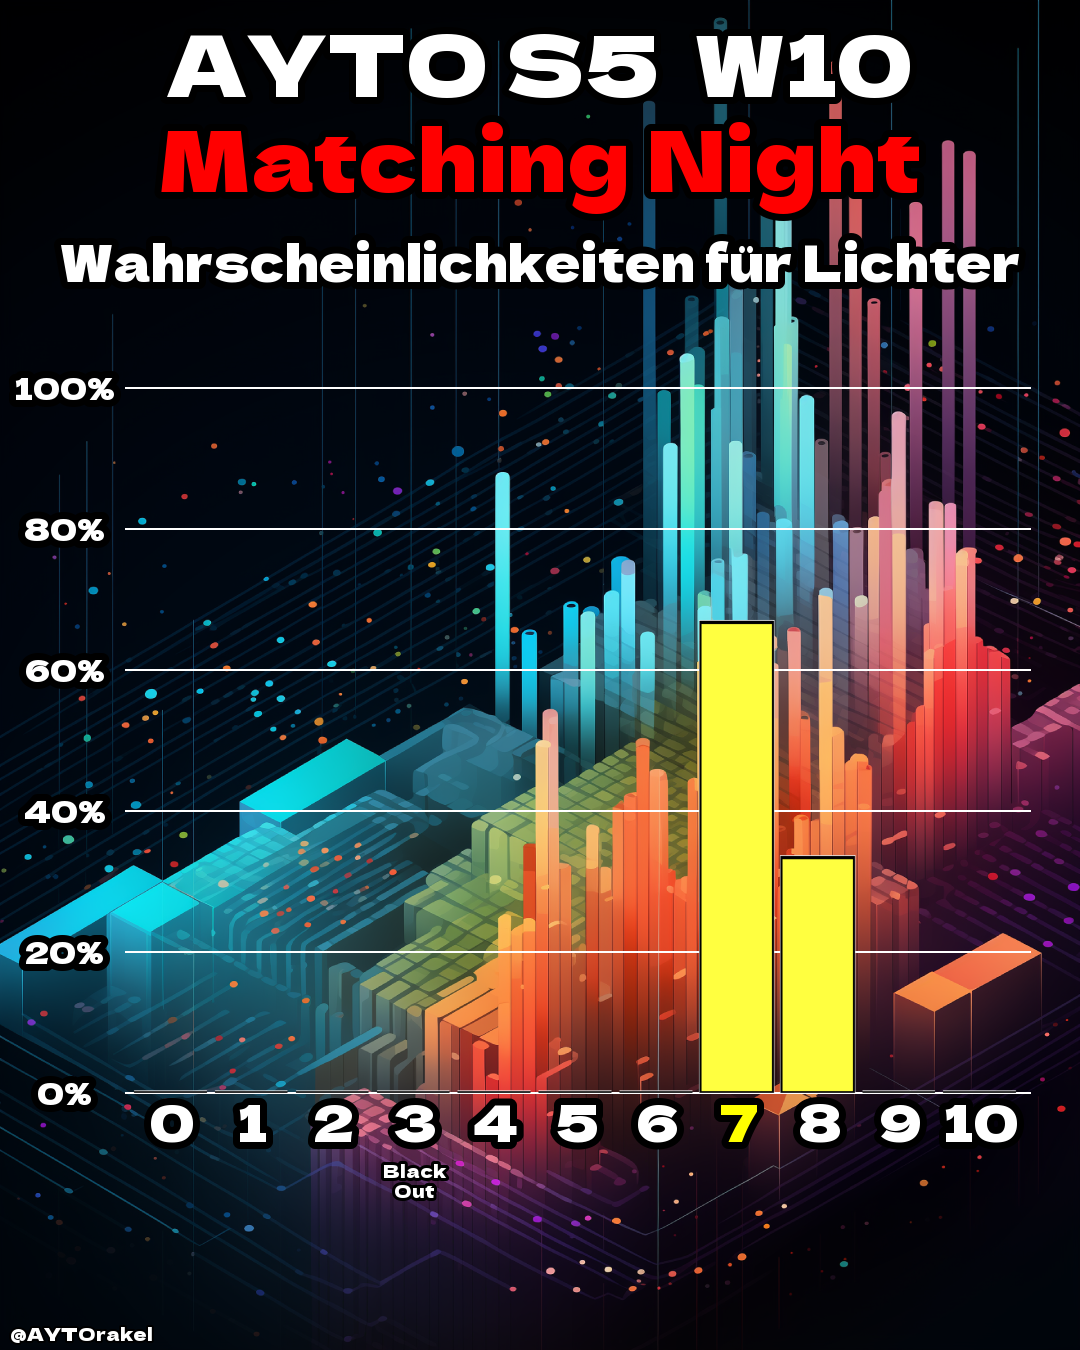 AYTO S5 W10
Matching Night
Wahrscheinlichkeiten für Lichter
100%
80%
60%
40%
20%
0%
0 1 2 3 4 5 6 7 8 9 10
Black
Out
@AYTOrakel